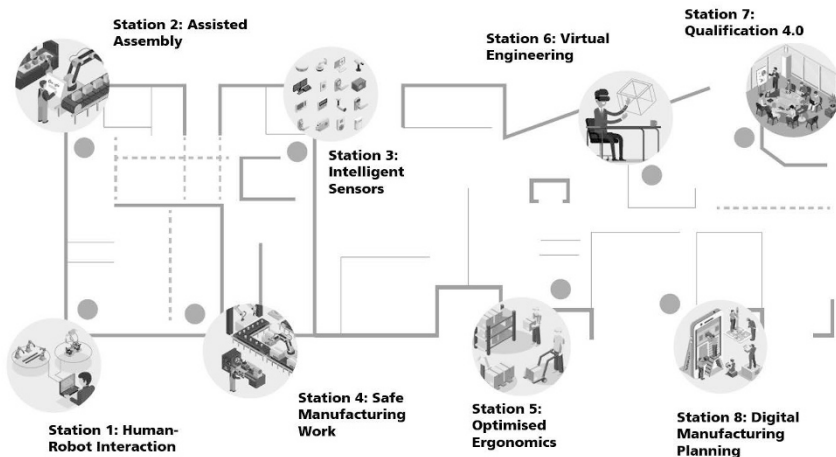 Station 2: Assisted
Assembly
Station 6: Virtual
Engineering
Station 7:
Qualification 4.0
Station 3:
Intelligent
Sensors
Station 1: Human-
Robot Interaction
Station 4: Safe
Manufacturing
Work
Station 5:
Optimised
Ergonomics
Station 8: Digital
Manufacturing
Planning